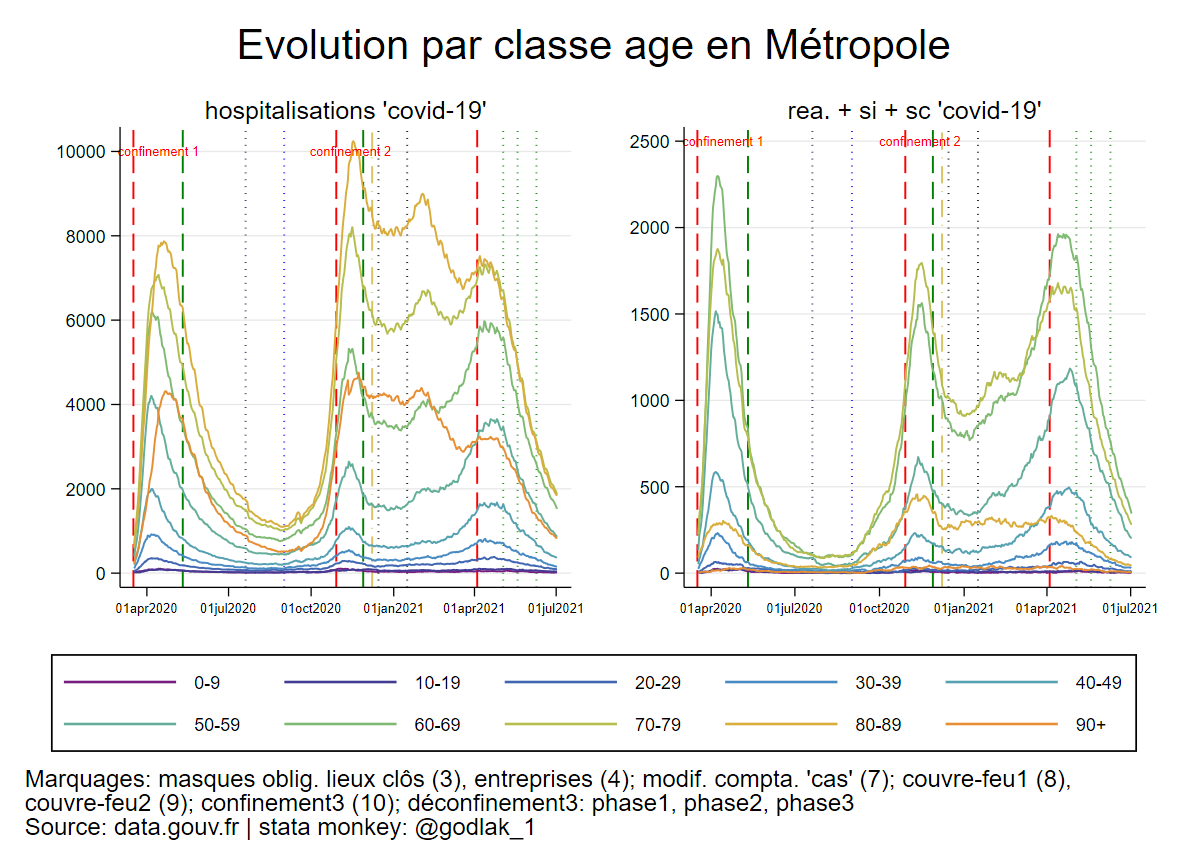 Evolution par classe age en Métropole
hospitalisations 'covid-19'
confinement 1
confinement 2
10000
8000
6000
4000
2000
0
01apr2020
01jul2020
01oct2020
01jan2021
01apr2021
01jul2021
rea. + si + sc 'covid-19'
confinement 1
confinement 2
2500
2000
1500
1000
500
0
01apr2020
01jul2020
01oct2020
01jan2021
01apr2021
01jul2021
0-9
10-19
20-29
30-39
40-49
50-59
60-69
70-79
80-89
90+
Marquages: masques oblig. lieux clôs (3), entreprises (4); modif. compta. 'cas' (7); couvre-feu1 (8),
couvre-feu2 (9); confinement3 (10); déconfinement3: phase1, phase2, phase3
Source: data.gouv.fr | stata monkey: @godlak_1